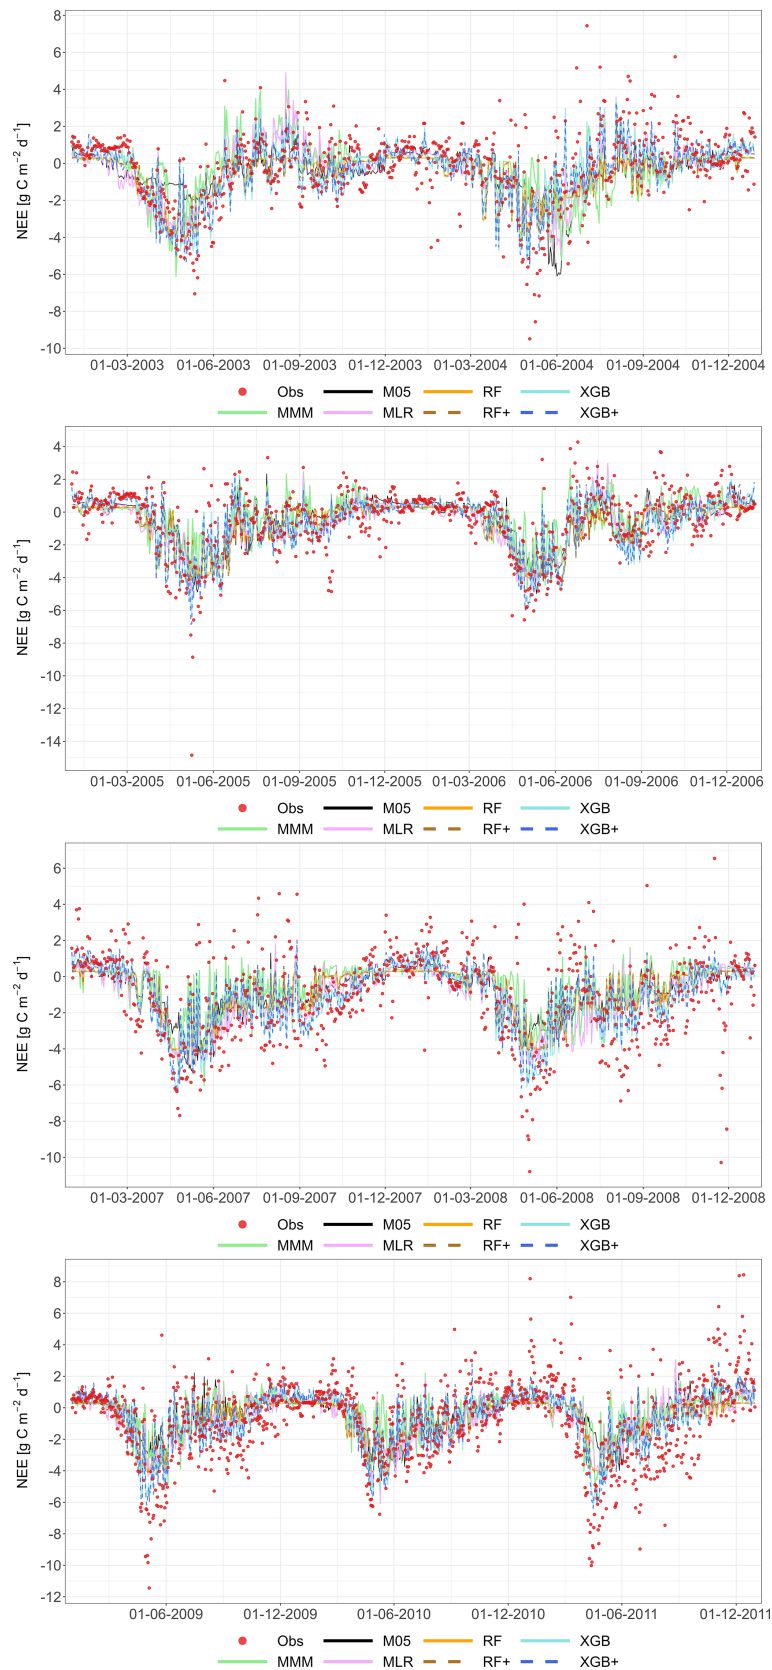 8
6
4
2
0
-2
-4
-6
-8
-10
NEE [g C m−2 d−1]
01-03-2003 01-06-2003 01-09-2003 01-12-2003 01-03-2004 01-06-2004 01-09-2004 01-12-2004
Obs M05 RF XGB
MMM MLR RF+ XGB+
4
2
0
-2
-4
-6
-8
-10
-12
-14
NEE [g C m−2 d−1]
01-03-2005 01-06-2005 01-09-2005 01-12-2005 01-03-2006 01-06-2006 01-09-2006 01-12-2006
Obs M05 RF XGB
MMM MLR RF+ XGB+
6
4
2
0
-2
-4
-6
-8
-10
NEE [g C m−2 d−1]
01-03-2007 01-06-2007 01-09-2007 01-12-2007 01-03-2008 01-06-2008 01-09-2008 01-12-2008
Obs M05 RF XGB
MMM MLR RF+ XGB+
8
6
4
2
0
-2
-4
-6
-8
-10
-12
NEE [g C m−2 d−1]
01-06-2009 01-12-2009 01-06-2010 01-12-2010 01-06-2011 01-12-2011
Obs M05 RF XGB
MMM MLR RF+ XGB+